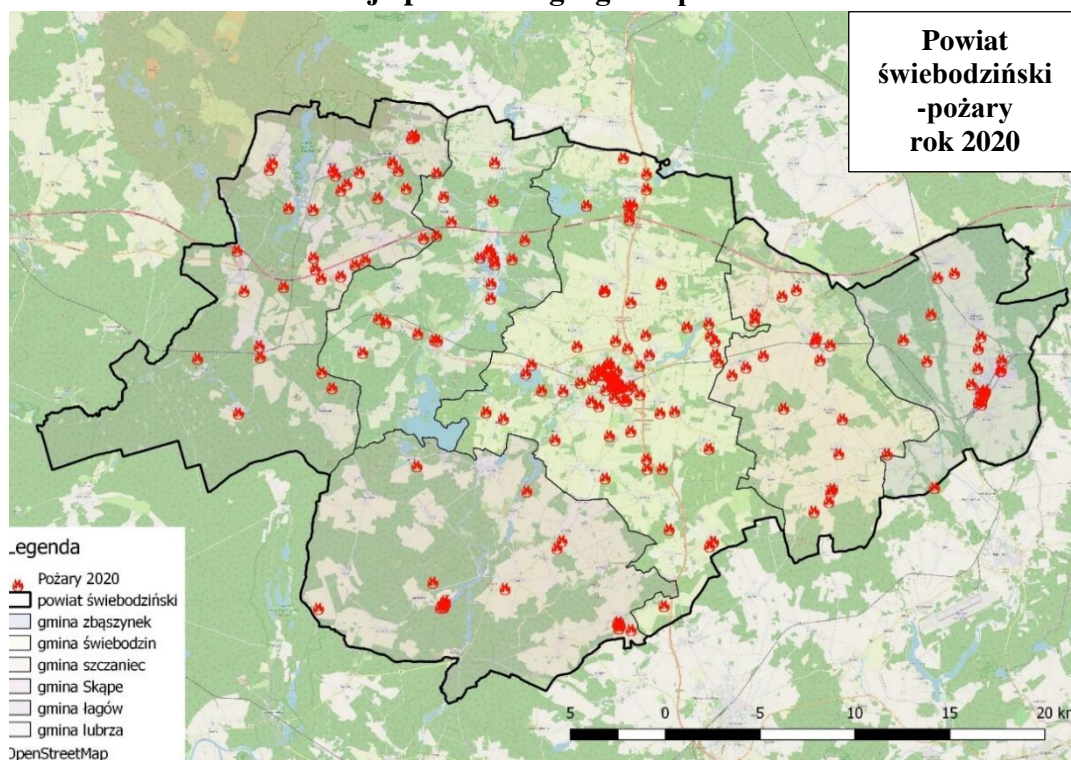 Powiat
świebodziński
-pożary
rok 2020
Legenda
Pożary 2020
powiat świebodziński
gmina zbąszynek
gmina świebodzin
gmina szczaniec
gmina Skąpe
gmina łagów
gmina lubrza
OpenStreetMap
5 0 5 10 15 20 km